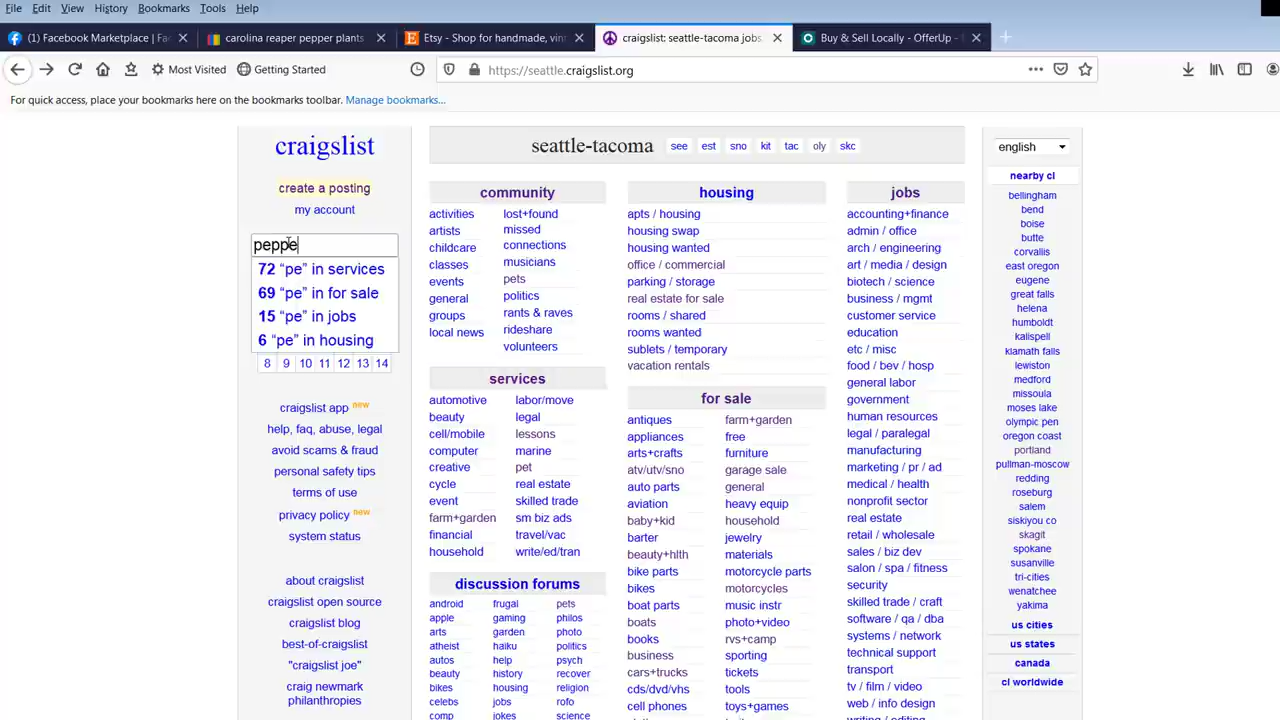 File Edit View History Bookmarks Tools Help
(1) Facebook Marketplace | Fac
carolina reaper pepper plants
Etsy - Shop for handmade, vin
craigslist: seattle-tacoma jobs,
Buy & Sell Locally - OfferUp -
https://seattle.craigslist.org
Most Visited Getting Started
For quick access, place your bookmarks here on the bookmarks toolbar. Manage bookmarks...
craigslist
create a posting
my account
peppe
72 “pe” in services
69 “pe” in for sale
15 “pe” in jobs
6 “pe” in housing
8 9 10 11 12 13 14
craigslist app new
help, faq, abuse, legal
avoid scams & fraud
personal safety tips
terms of use
privacy policy new
system status
about craigslist
craigslist open source
craigslist blog
best-of-craigslist
"craigslist joe"
craig newmark
philanthropies
seattle-tacoma see est sno kit tac oly skc
community
activities
artists
childcare
classes
events
general
groups
local news
lost+found
missed
connections
musicians
pets
politics
rants & raves
rideshare
volunteers
services
automotive
beauty
cell/mobile
computer
creative
cycle
event
farm+garden
financial
household
labor/move
legal
lessons
marine
pet
real estate
skilled trade
sm biz ads
travel/vac
write/ed/tran
discussion forums
android
apple
arts
atheist
autos
beauty
bikes
celebs
comp
frugal
gaming
garden
haiku
help
history
housing
jobs
jokes
pets
philos
photo
politics
psych
recover
religion
rofo
science
housing
apts / housing
housing swap
housing wanted
office / commercial
parking / storage
real estate for sale
rooms / shared
rooms wanted
sublets / temporary
vacation rentals
for sale
antiques
appliances
arts+crafts
atv/utv/sno
auto parts
aviation
baby+kid
barter
beauty+hlth
bike parts
bikes
boat parts
boats
books
business
cars+trucks
cds/dvd/vhs
cell phones
farm+garden
free
furniture
garage sale
general
heavy equip
household
jewelry
materials
motorcycle parts
motorcycles
music instr
photo+video
rvs+camp
sporting
tickets
tools
toys+games
jobs
accounting+finance
admin / office
arch / engineering
art / media / design
biotech / science
business / mgmt
customer service
education
etc / misc
food / bev / hosp
general labor
government
human resources
legal / paralegal
manufacturing
marketing / pr / ad
medical / health
nonprofit sector
real estate
retail / wholesale
sales / biz dev
salon / spa / fitness
security
skilled trade / craft
software / qa / dba
systems / network
technical support
transport
tv / film / video
web / info design
writing / editing
english
nearby cl
bellingham
bend
boise
butte
corvallis
east oregon
eugene
great falls
helena
humboldt
kalispell
klamath falls
lewiston
medford
missoula
moses lake
olympic pen
oregon coast
portland
pullman-moscow
redding
roseburg
salem
siskiyou co
skagit
spokane
susanville
tri-cities
wenatchee
yakima
us cities
us states
canada
cl worldwide